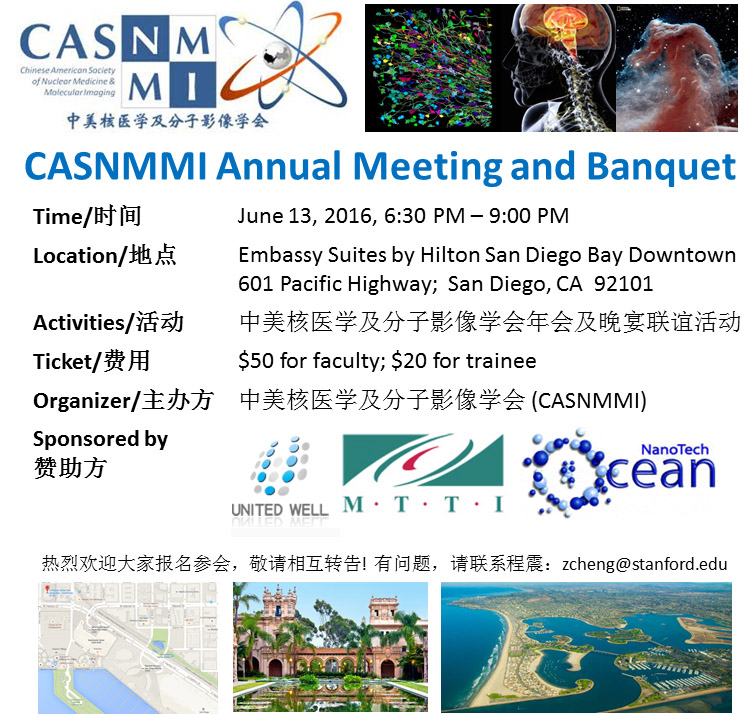 CASNM
MI
Chinese American Society
of Nuclear Medicine &
Molecular Imaging
中美核医学及分子影像学会
CASNMMI Annual Meeting and Banquet
Time/时间 June 13, 2016, 6:30 PM – 9:00 PM
Location/地点 Embassy Suites by Hilton San Diego Bay Downtown
601 Pacific Highway; San Diego, CA 92101
Activities/活动 中美核医学及分子影像学会年会及晚宴联谊活动
Ticket/费用 $50 for faculty; $20 for trainee
Organizer/主办方 中美核医学及分子影像学会 (CASNMMI)
Sponsored by
赞助方
UNITED WELL
M·T·T·I
NanoTech
Ocean
热烈欢迎大家报名参会，敬请相互转告! 有问题，请联系程震：zcheng@stanford.edu